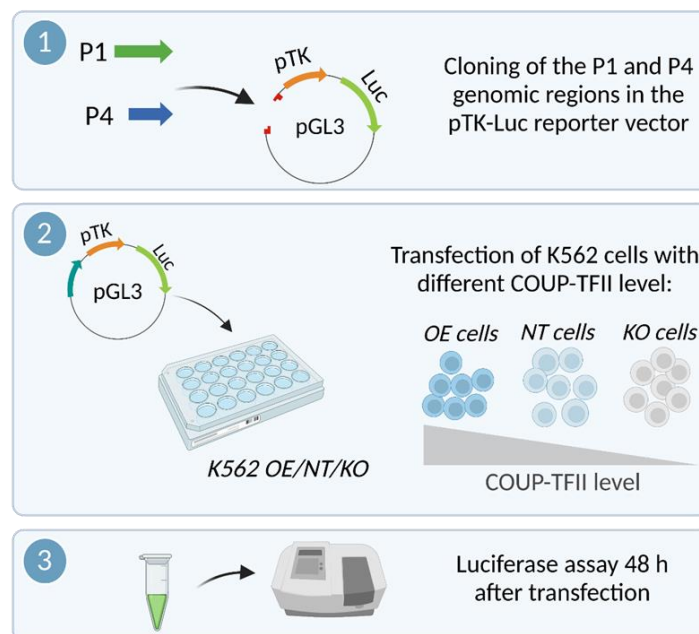 1
P1
P4
pTK
Luc
pGL3
Cloning of the P1 and P4
genomic regions in the
pTK-Luc reporter vector
2
pTK
Luc
pGL3
K562 OE/NT/KO
Transfection of K562 cells with
different COUP-TFII level:
OE cells
NT cells
KO cells
COUP-TFII level
3
Luciferase assay 48 h
after transfection